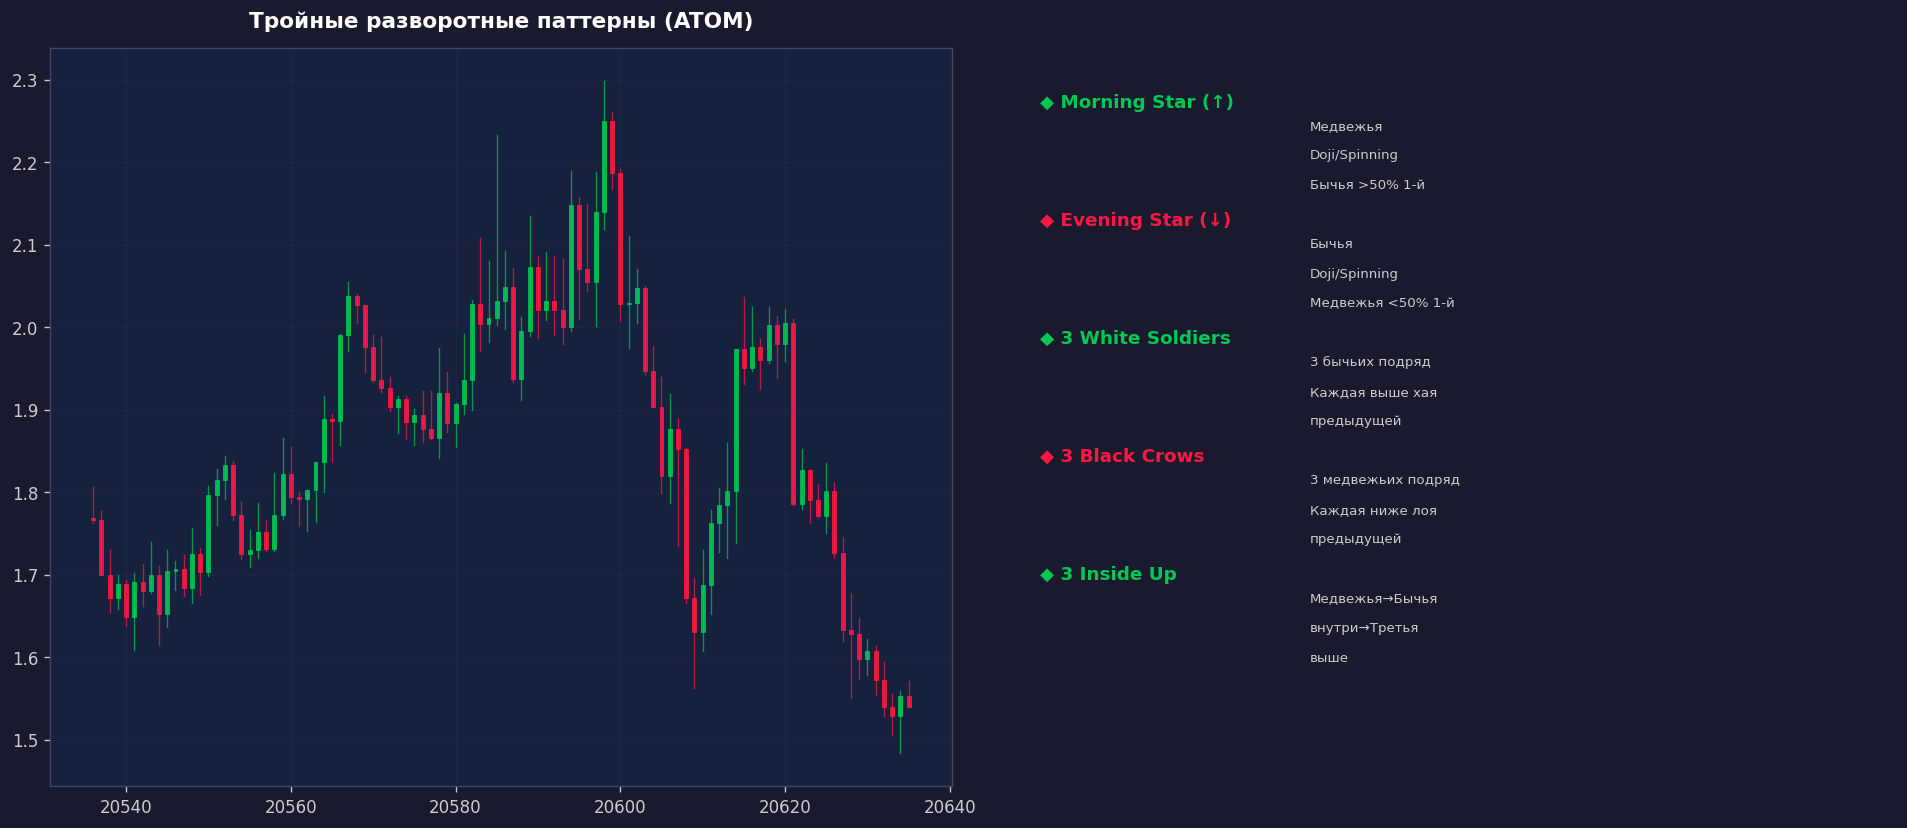 Тройные разворотные паттерны (ATOM)
2.3
2.2
2.1
2.0
1.9
1.8
1.7
1.6
1.5
20540
20560
20580
20600
20620
20640
◆ Morning Star (↑)
Медвежья
Doji/Spinning
Бычья >50% 1-й
◆ Evening Star (↓)
Бычья
Doji/Spinning
Медвежья <50% 1-й
◆ 3 White Soldiers
3 бычьих подряд
Каждая выше хая
предыдущей
◆ 3 Black Crows
3 медвежьих подряд
Каждая ниже лоя
предыдущей
◆ 3 Inside Up
Медвежья→Бычья
внутри→Третья
выше